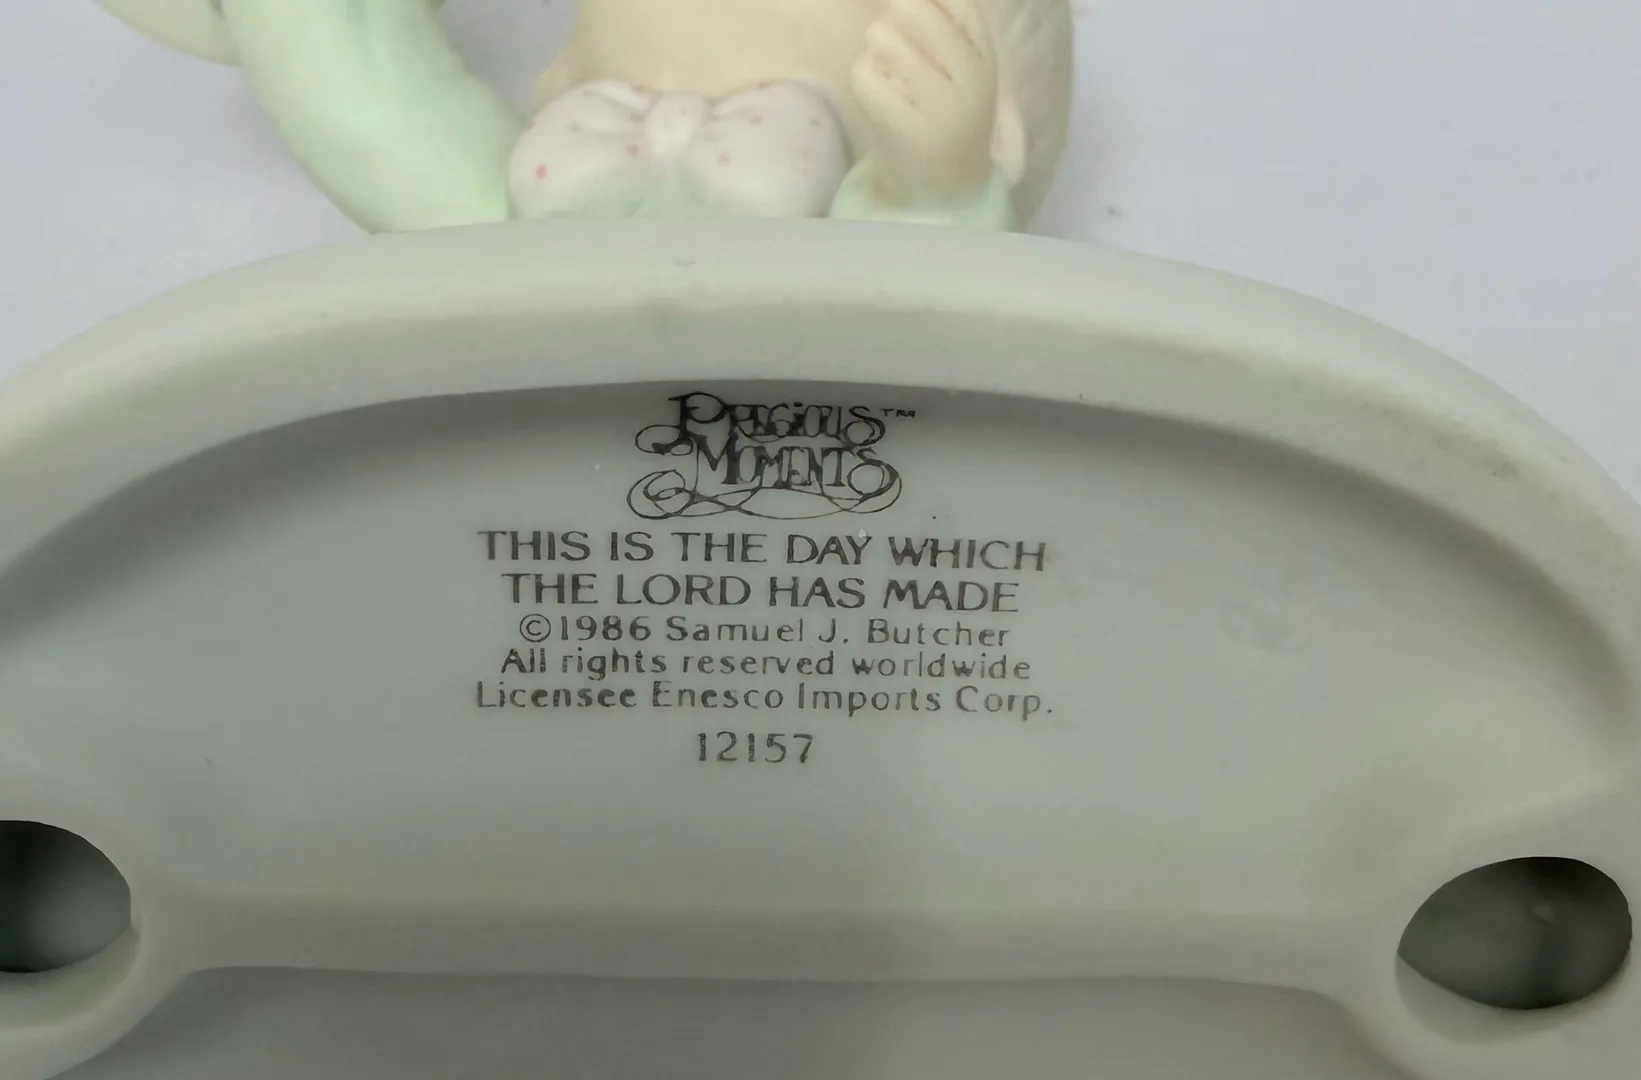 Precious™
Moments
THIS IS THE DAY WHICH
THE LORD HAS MADE
©1986 Samuel J. Butcher
All rights reserved worldwide
Licensee Enesco Imports Corp.
12157